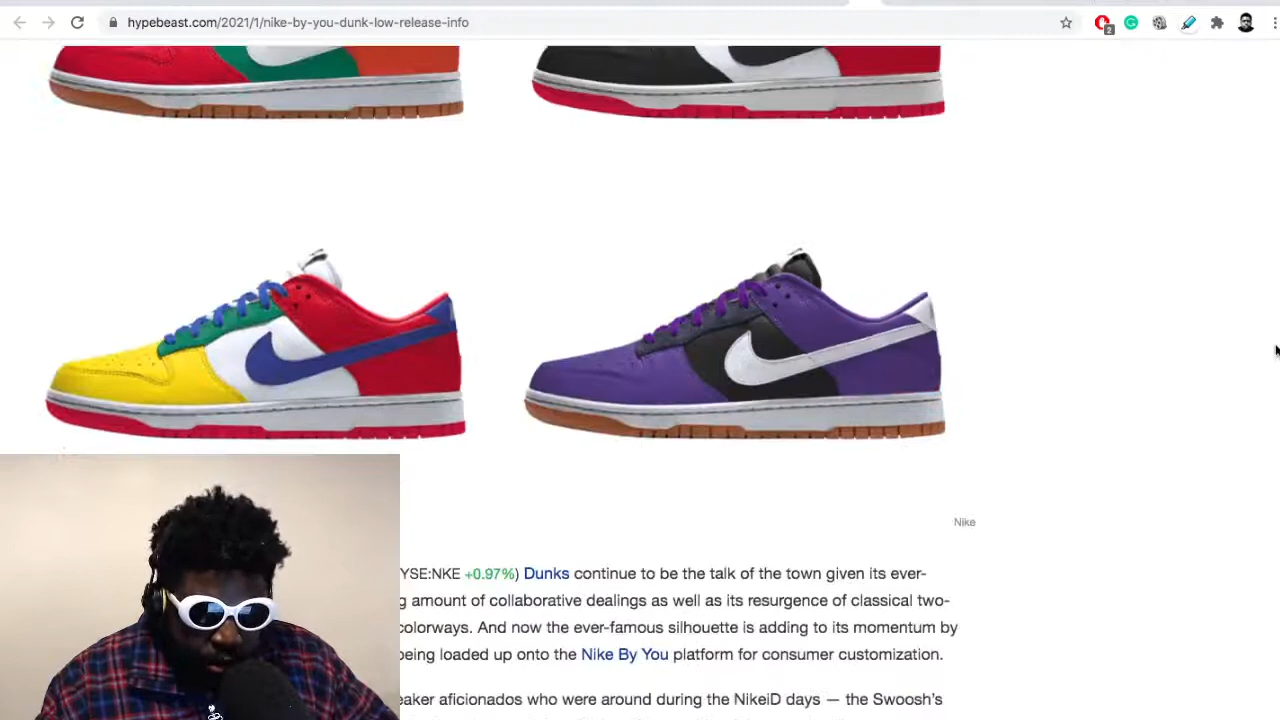 hypebeast.com/2021/1/nike-by-you-dunk-low-release-info
2
Nike
YSE:NKE +0.97%) Dunks continue to be the talk of the town given its ever-
g amount of collaborative dealings as well as its resurgence of classical two-
colorways. And now the ever-famous silhouette is adding to its momentum by
being loaded up onto the Nike By You platform for consumer customization.
eaker aficionados who were around during the NikeiD days — the Swoosh's